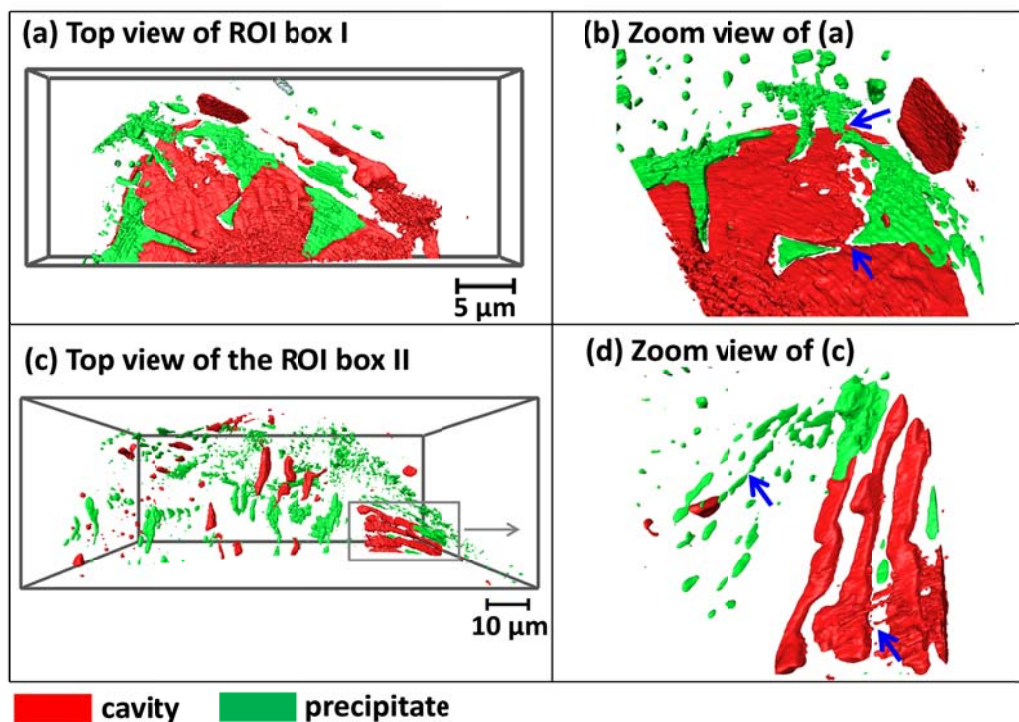 (a) Top view of ROI box I
5 μm
(b) Zoom view of (a)
(c) Top view of the ROI box II
10 μm
(d) Zoom view of (c)
cavity
precipitate